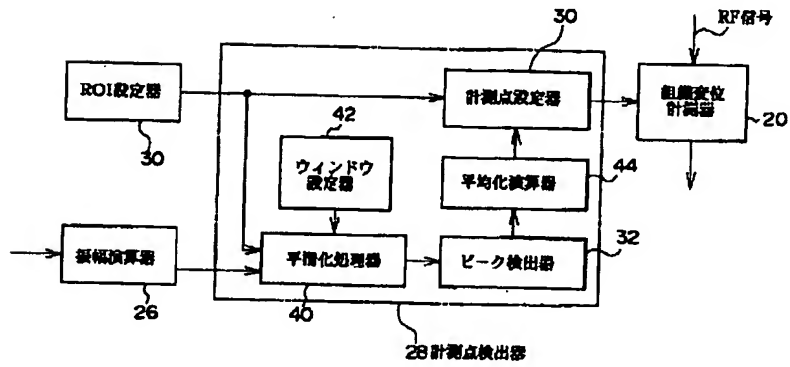 30
RF信号
ROI設定器
30
計測点設定器
組織変位
計測器
20
42
ウィンドウ
設定器
44
平均化演算器
振幅演算器
26
平滑化処理器
40
ピーク検出器
32
28 計測点検出器